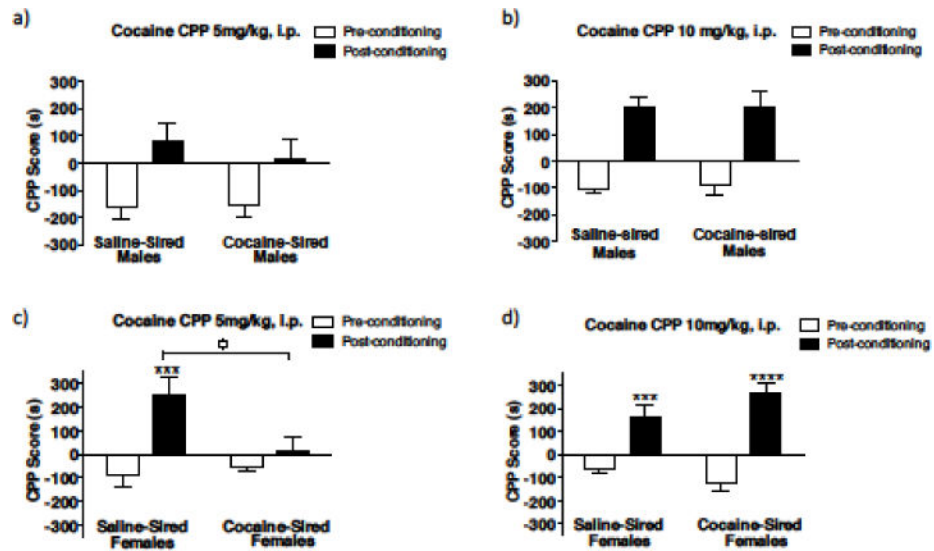 a)
Cocaine CPP 5mg/kg, i.p.
Pre-conditioning
Post-conditioning
CPP Score (s)
300
200
100
0
-100
-200
-300
Saline-Sired
Males
Cocaine-Sired
Males
b)
Cocaine CPP 10 mg/kg, i.p.
Pre-conditioning
Post-conditioning
CPP Score (s)
300
200
100
0
-100
-200
-300
Saline-sired
Males
Cocaine-sired
Males
c)
Cocaine CPP 5mg/kg, i.p.
Pre-conditioning
Post-conditioning
***
CPP Score (s)
300
200
100
0
-100
-200
-300
Saline-Sired
Females
Cocaine-Sired
Females
d)
Cocaine CPP 10mg/kg, i.p.
Pre-conditioning
Post-conditioning
***
****
CPP Score (s)
300
200
100
0
-100
-200
-300
Saline-Sired
Females
Cocaine-Sired
Females